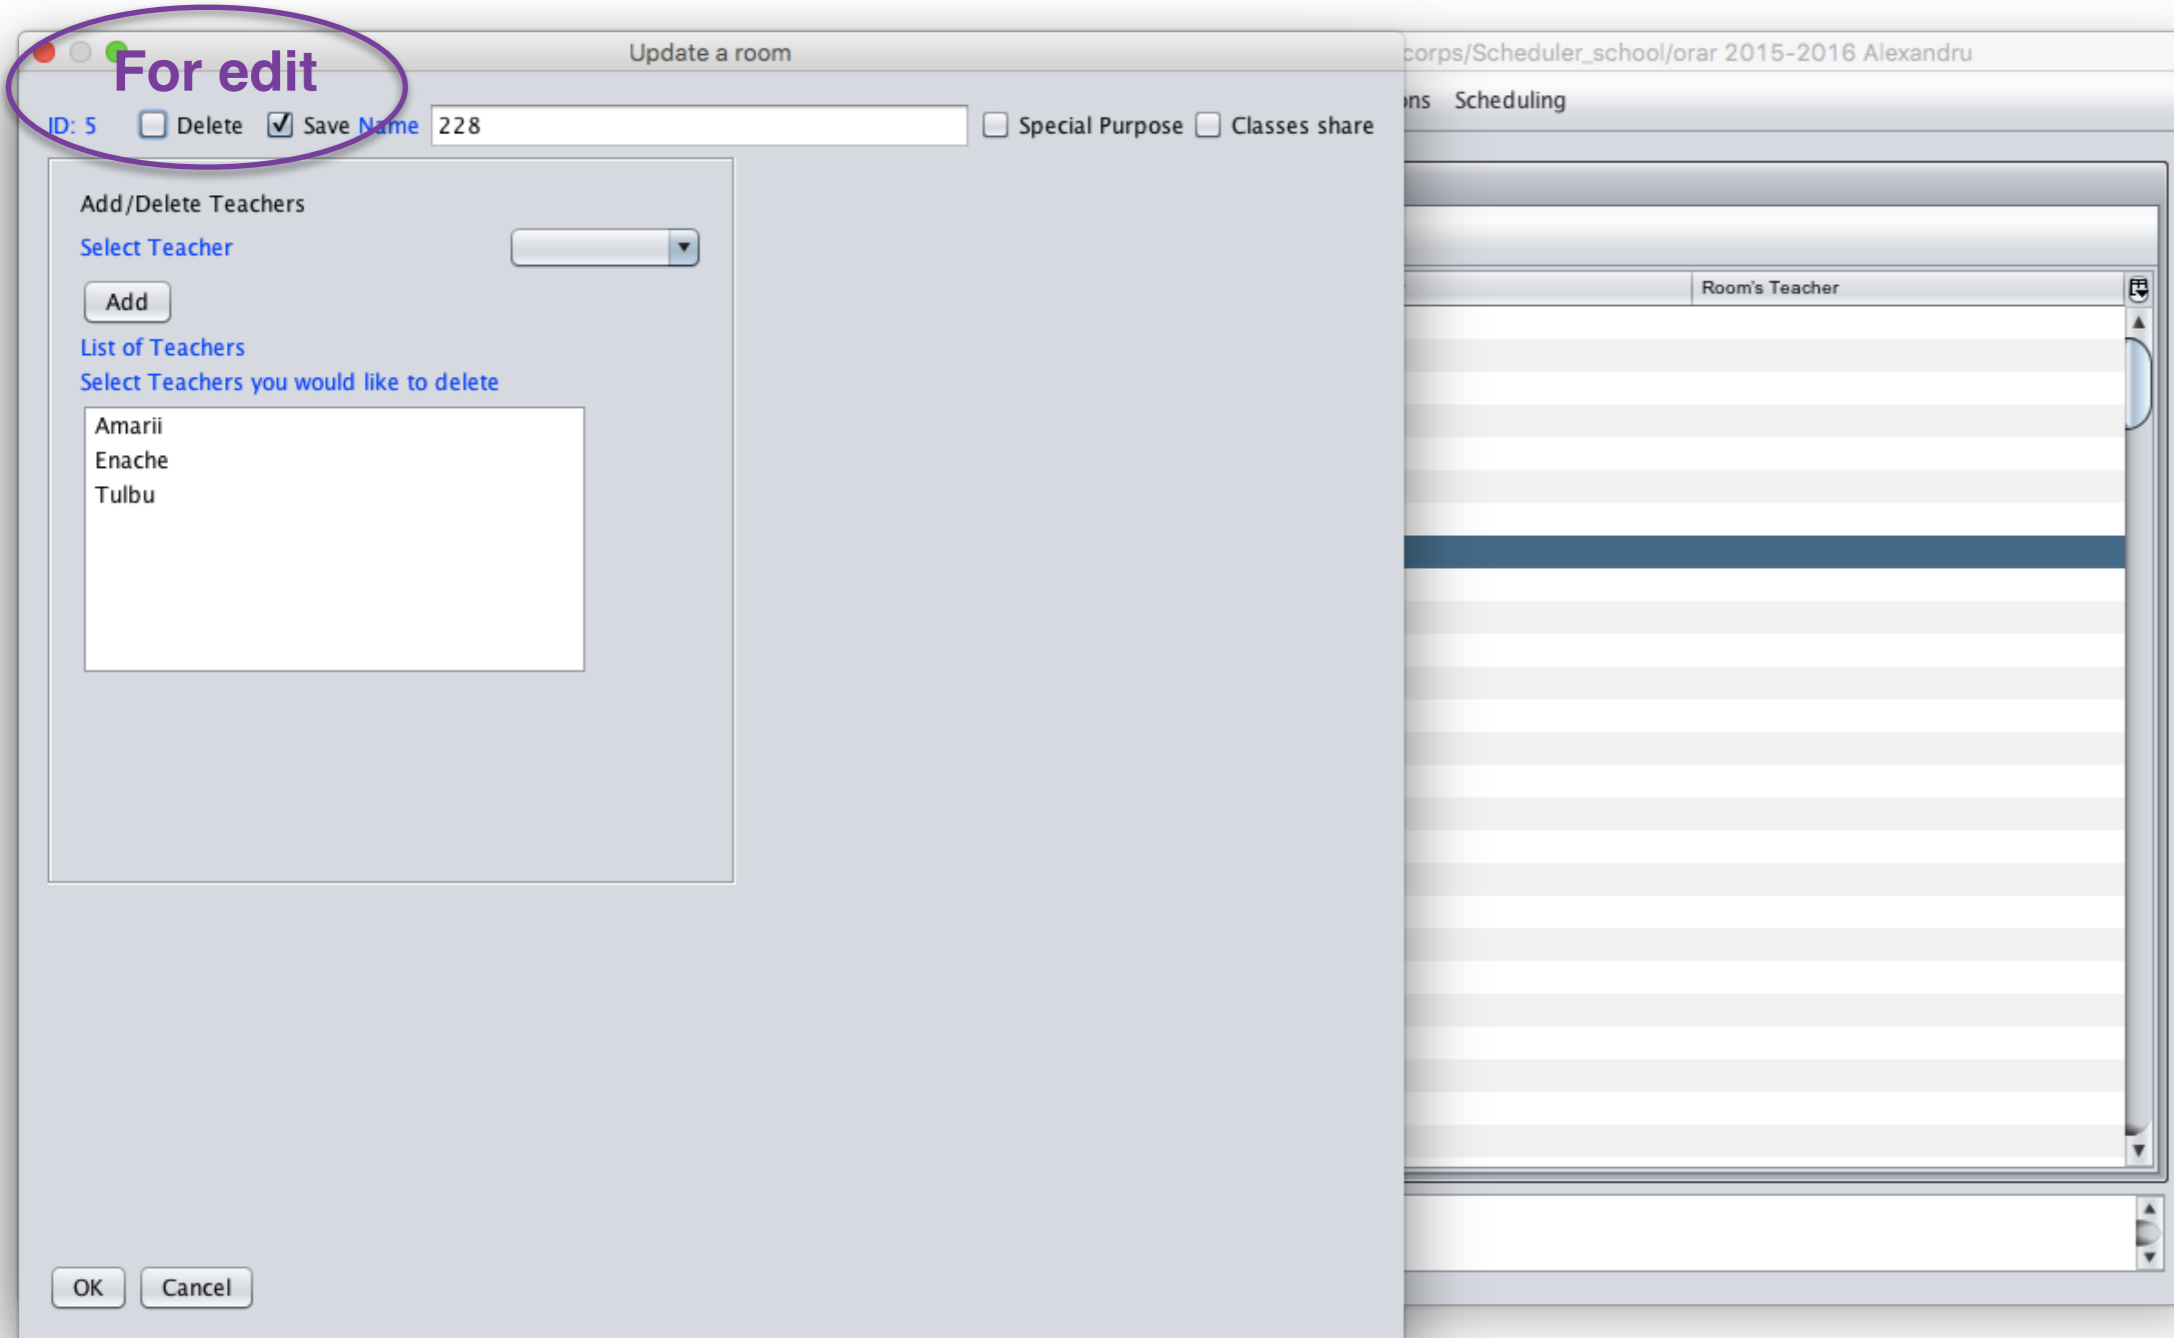 Update a room
corps/Scheduler_school/orar 2015-2016 Alexandru
For edit
Scheduling
ID: 5 Delete Save Name 228 Special Purpose Classes share
Add/Delete Teachers
Select Teacher
Room's Teacher
Add
List of Teachers
Select Teachers you would like to delete
Amarii
Enache
Tulbu
OK Cancel